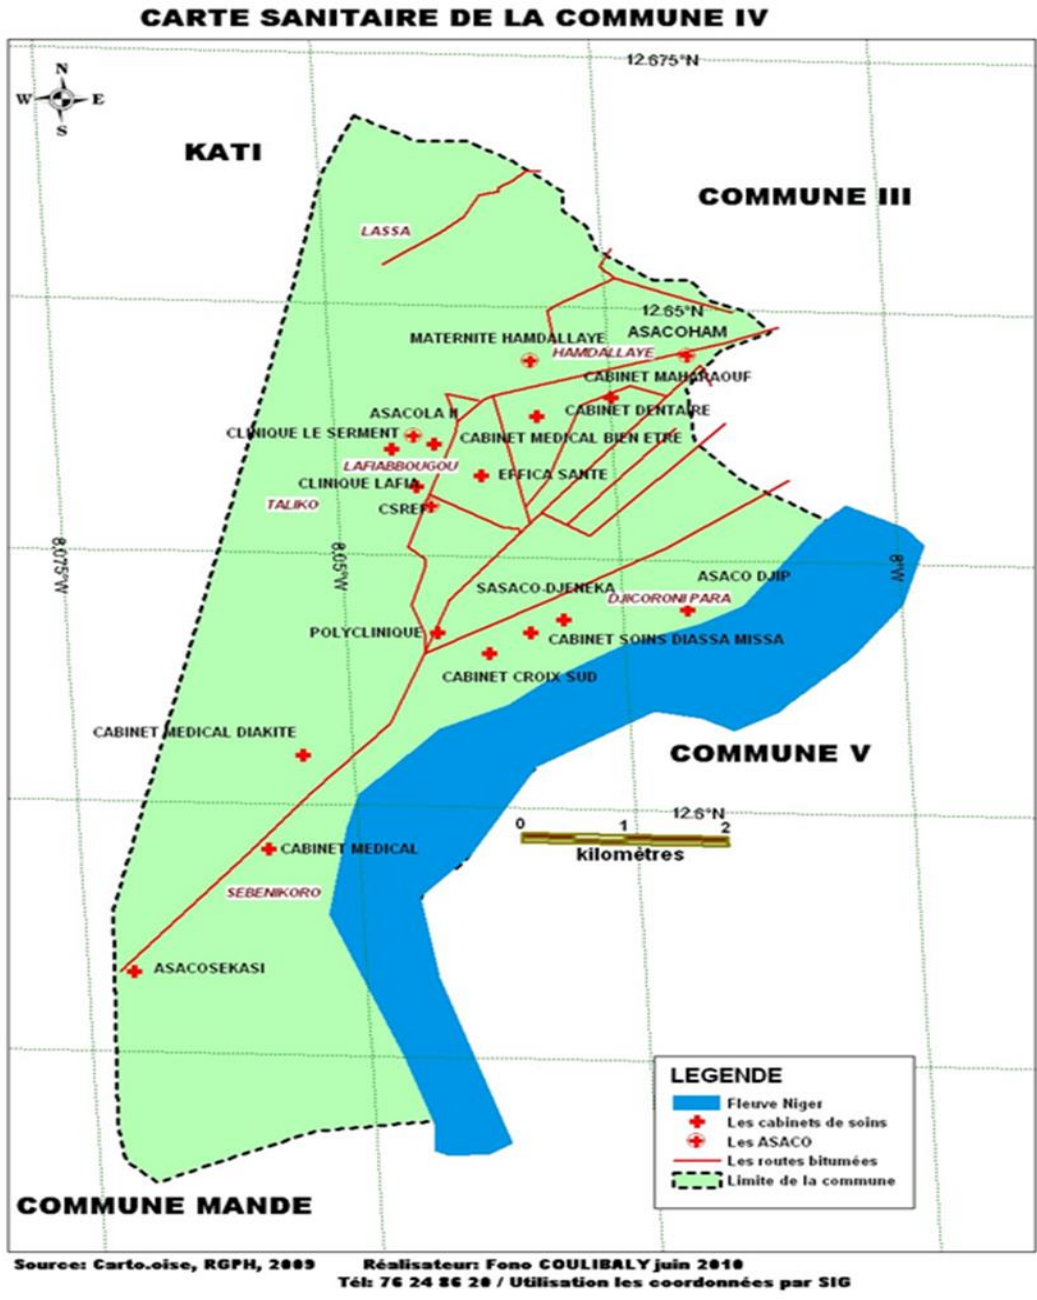 CARTE SANITAIRE DE LA COMMUNE IV
12.675°N
N
W E
S
KATI
COMMUNE III
LASSA
12.65°N
MATERNITE HAMDALLAYE
ASACOHAM
HAMDALLAYE
CABINET MAHARAOUF
ASACOLA II
CABINET DENTAIRE
CLINIQUE LE SERMENT
CABINET MEDICAL BIEN ETRE
LAFIABBOUGOU
EFFICA SANTE
CLINIQUE LAFIA
TALIKO
CSREF
8.075°W
8.05°W
8°W
ASACO DJIP
SASACO-DJENEKA
DJICORONI PARA
POLYCLINIQUE
CABINET SOINS DIASSA MISSA
CABINET CROIX SUD
CABINET MEDICAL DIAKITE
COMMUNE V
12.6°N
0 1 2
kilomètres
CABINET MEDICAL
SEBENIKORO
ASACOSEKASI
LEGENDE
Fleuve Niger
Les cabinets de soins
Les ASACO
Les routes bitumées
Limite de la commune
COMMUNE MANDE
Source: Carto.oise, RGPH, 2009 Réalisateur: Fono COULIBALY juin 2010
Tél: 76 24 86 20 / Utilisation les coordonnées par SIG